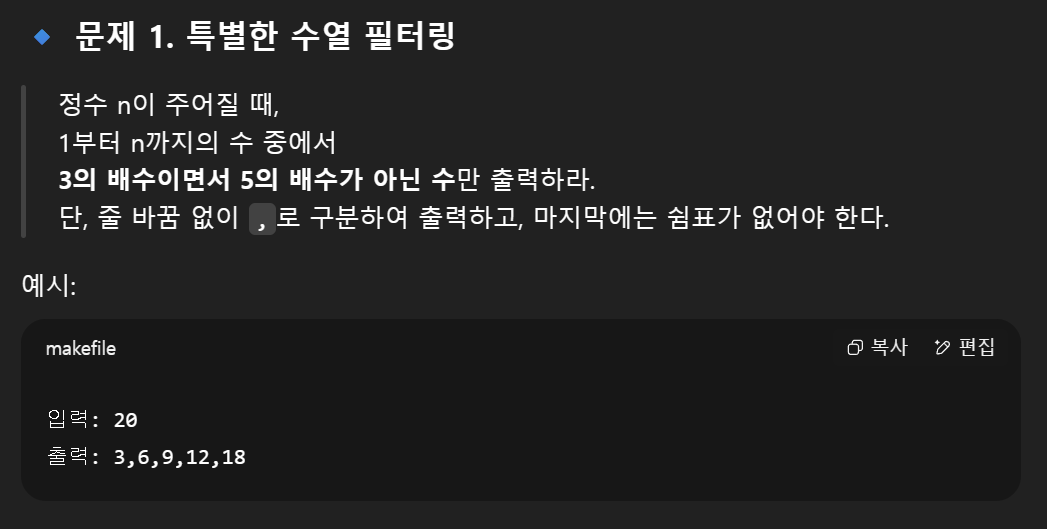 문제 1. 특별한 수열 필터링
정수 n이 주어질 때,
1부터 n까지의 수 중에서
3의 배수이면서 5의 배수가 아닌 수만 출력하라.
단, 줄 바꿈 없이 , 로 구분하여 출력하고, 마지막에는 쉼표가 없어야 한다.
예시:
makefile 복사 편집
입력: 20
출력: 3,6,9,12,18